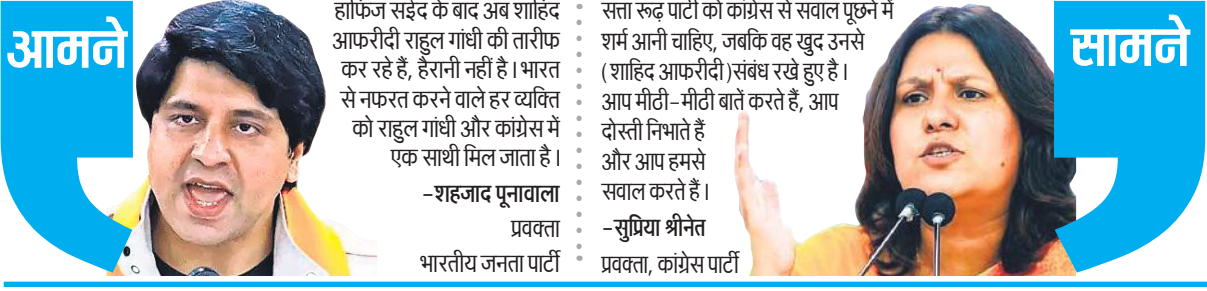 आमने
हाफिज सईद के बाद अब शाहिद
आफरीदी राहुल गांधी की तारीफ
कर रहे हैं, हैरानी नहीं है। भारत
से नफरत करने वाले हर व्यक्ति
को राहुल गांधी और कांग्रेस में
एक साथी मिल जाता है।
-शहजाद पूनावाला
प्रवक्ता
भारतीय जनता पार्टी
सत्ता रूढ़ पार्टी को कांग्रेस से सवाल पूछने में
शर्म आनी चाहिए, जबकि वह खुद उनसे
(शाहिद आफरीदी)संबंध रखे हुए है।
आप मीठी-मीठी बातें करते हैं, आप
दोस्ती निभाते हैं
और आप हमसे
सवाल करते हैं।
-सुप्रिया श्रीनेत
प्रवक्ता, कांग्रेस पार्टी
सामने